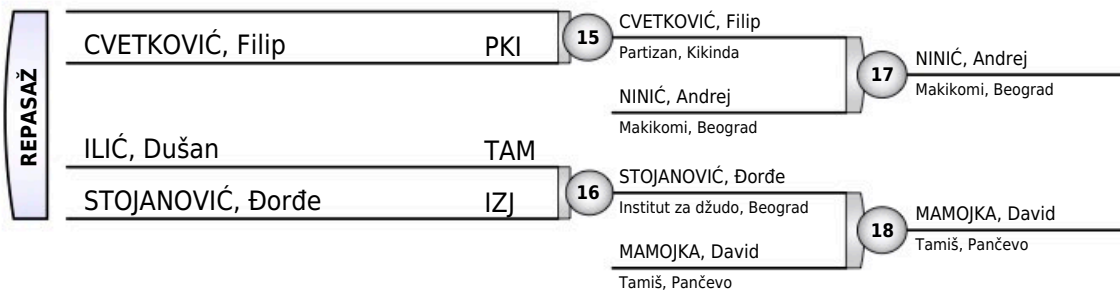 REPASAŽ
CVETKOVIĆ, Filip PKI
ILIĆ, Dušan TAM
STOJANOVIĆ, Đorđe IZJ
15
CVETKOVIĆ, Filip
Partizan, Kikinda
NINIĆ, Andrej
Makikomi, Beograd
16
STOJANOVIĆ, Đorđe
Institut za džudo, Beograd
MAMOJKA, David
Tamiš, Pančevo
17
NINIĆ, Andrej
Makikomi, Beograd
18
MAMOJKA, David
Tamiš, Pančevo